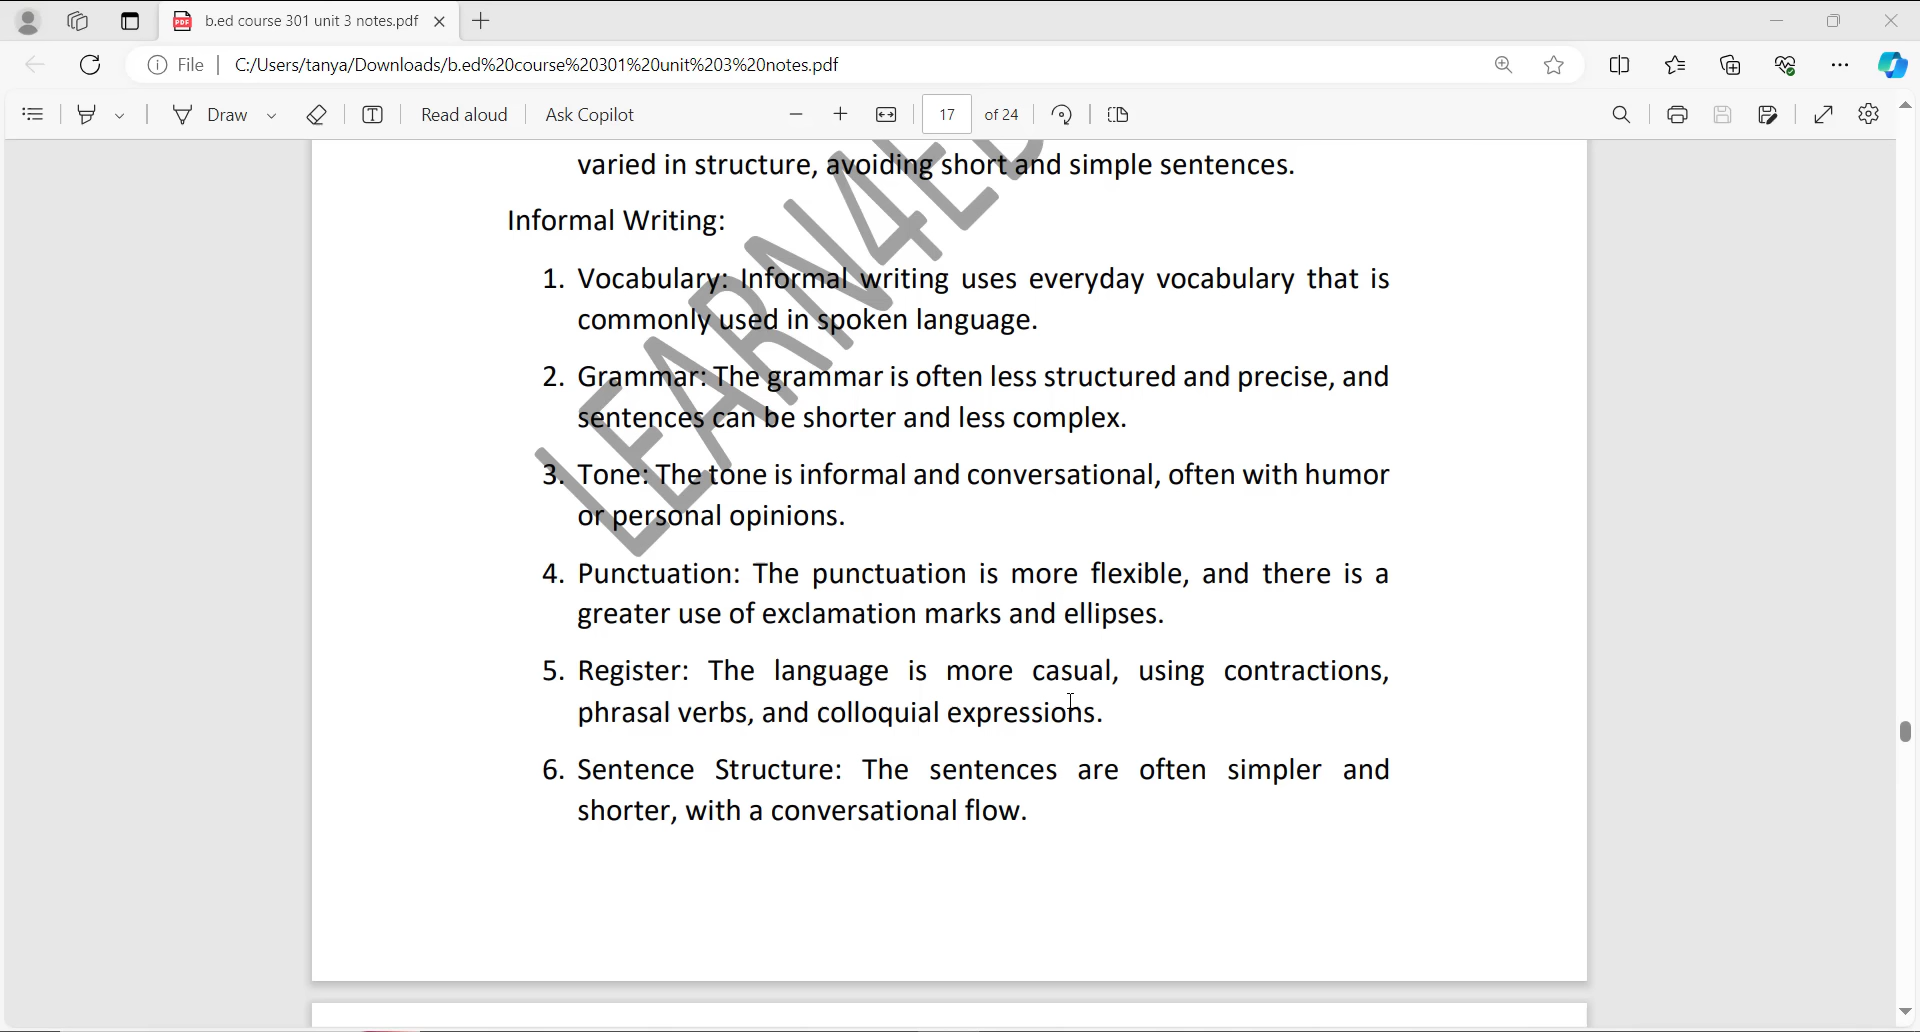 b.ed course 301 unit 3 notes.pdf
File C:/Users/tanya/Downloads/b.ed%20course%20301%20unit%203%20notes.pdf
Draw Read aloud Ask Copilot 17 of 24
varied in structure, avoiding short and simple sentences.
Informal Writing:
1. Vocabulary: Informal writing uses everyday vocabulary that is
commonly used in spoken language.
2. Grammar: The grammar is often less structured and precise, and
sentences can be shorter and less complex.
3. Tone: The tone is informal and conversational, often with humor
or personal opinions.
4. Punctuation: The punctuation is more flexible, and there is a
greater use of exclamation marks and ellipses.
5. Register: The language is more casual, using contractions,
phrasal verbs, and colloquial expressions.
6. Sentence Structure: The sentences are often simpler and
shorter, with a conversational flow.